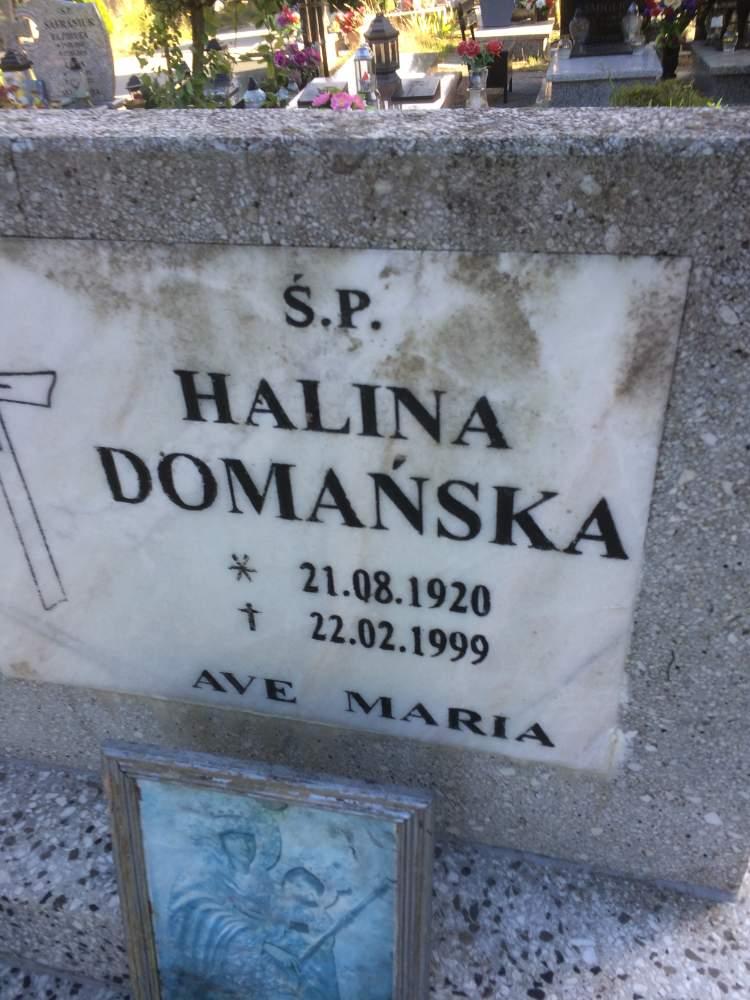 Ś.P.
HALINA
DOMAŃSKA
* 21.08.1920
† 22.02.1999
AVE MARIA